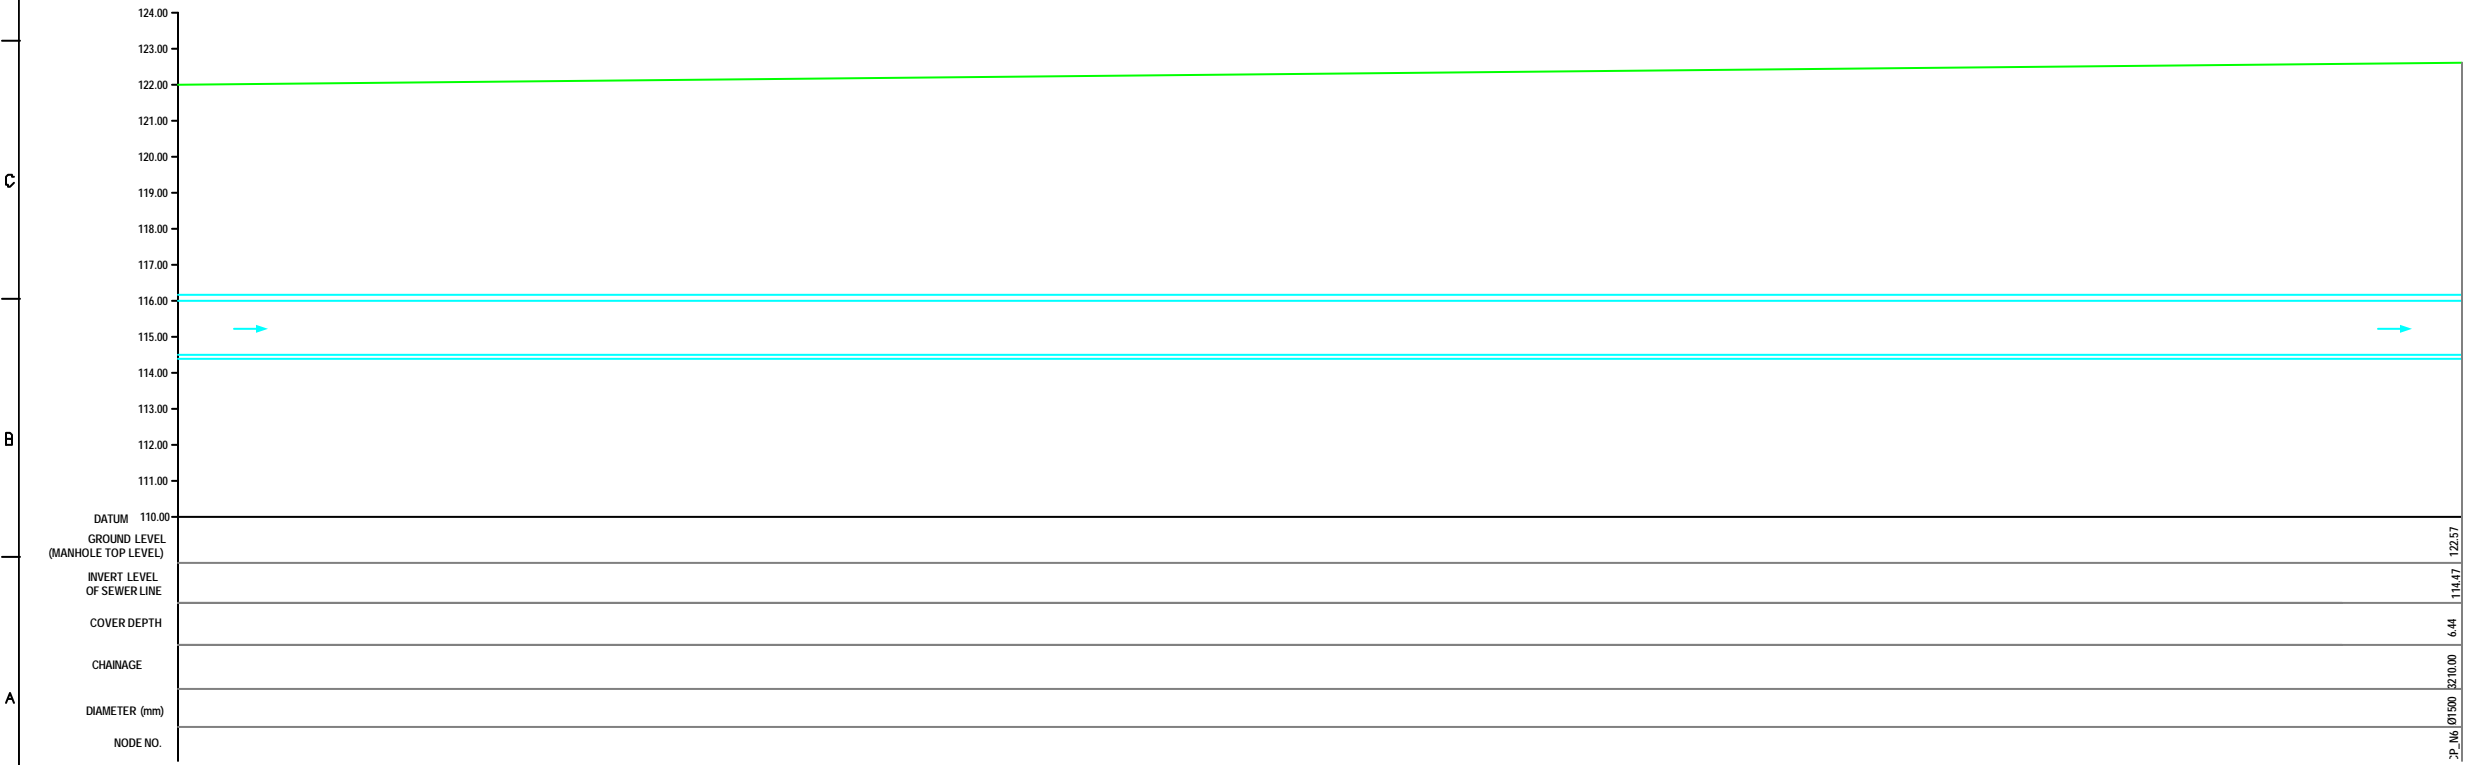 124.00
123.00
122.00
121.00
120.00
119.00
C
118.00
117.00
116.00
115.00
114.00
113.00
B
112.00
111.00
DATUM 110.00
GROUND LEVEL
(MANHOLE TOP LEVEL)
122.57
INVERT LEVEL
OF SEWER LINE
114.47
COVER DEPTH
6.44
CHAINAGE
3210.00
A
DIAMETER (mm)
Ø1500
NODE NO.